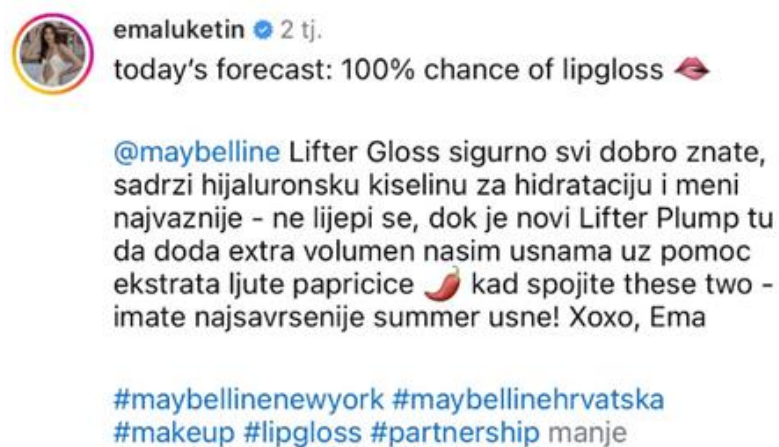 emaluketin 2 tj.
today's forecast: 100% chance of lipgloss 🫦
@maybelline Lifter Gloss sigurno svi dobro znate,
sadrzi hijaluronsku kiselinu za hidrataciju i meni
najvaznije - ne lijepi se, dok je novi Lifter Plump tu
da doda extra volumen nasim usnama uz pomoc
ekstrata ljute papricice 🌶️ kad spojite these two -
imate najsavrsenije summer usne! Xoxo, Ema
#maybellinenewyork #maybellinehrvatska
#makeup #lipgloss #partnership manje